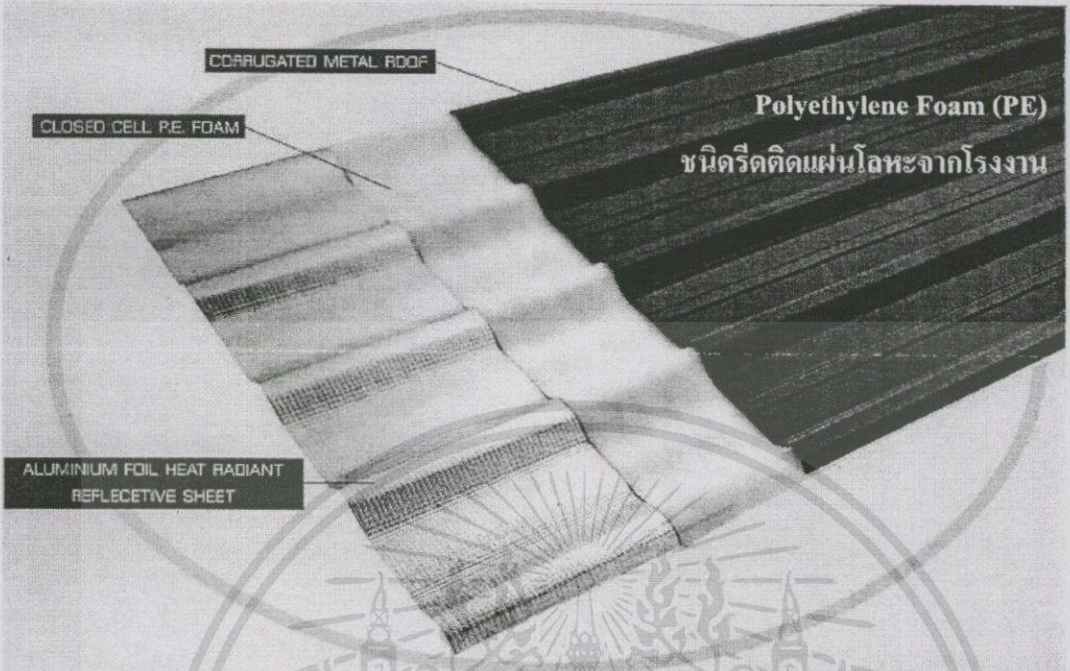 CORRUGATED METAL ROOF
Polyethylene Foam (PE)
CLOSED CELL P.E. FOAM
ชนิดรีดติดแผ่นโลหะจากโรงงาน
ALUMINIUM FOIL HEAT RADIANT
REFLECETIVE SHEET